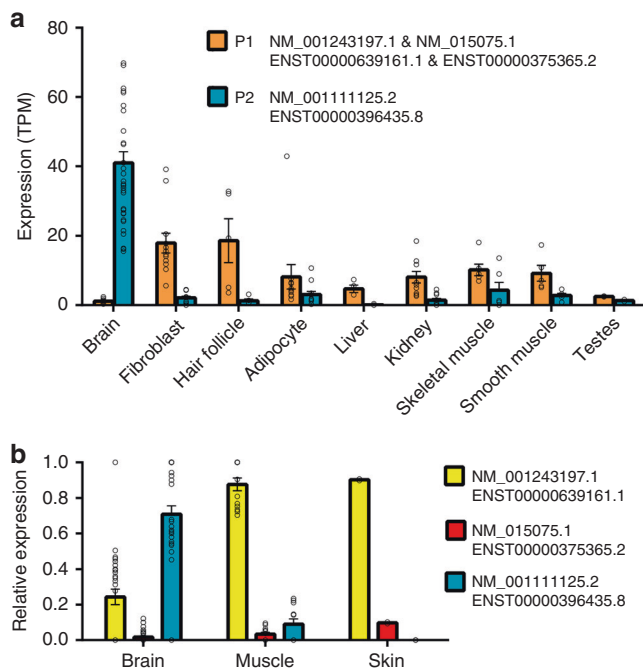 a
Expression (TPM)
80
60
40
20
0
P1 NM_001243197.1 & NM_015075.1
ENST00000639161.1 & ENST00000375365.2
P2 NM_001111125.2
ENST00000396435.8
Brain
Fibroblast
Hair follicle
Adipocyte
Liver
Kidney
Skeletal muscle
Smooth muscle
Testes
b
Relative expression
1.0
0.8
0.6
0.4
0.2
0.0
NM_001243197.1
ENST00000639161.1
NM_015075.1
ENST00000375365.2
NM_001111125.2
ENST00000396435.8
Brain
Muscle
Skin